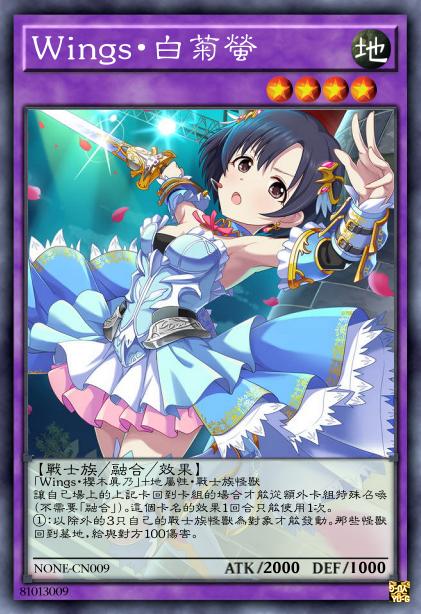 Wings・白菊螢
地
【戰士族/融合/效果】
「Wings・櫻木真乃」+地屬性・戰士族怪獸
讓自己場上的上記卡回到卡組的場合才能從額外卡組特殊召喚
(不需要「融合」)。這個卡名的效果1回合只能使用1次。
①:以除外的3只自己的戰士族怪獸為對象才能發動。那些怪獸
回到墓地,給與對方100傷害。
NONE-CN009
ATK/2000 DEF/1000
81013009